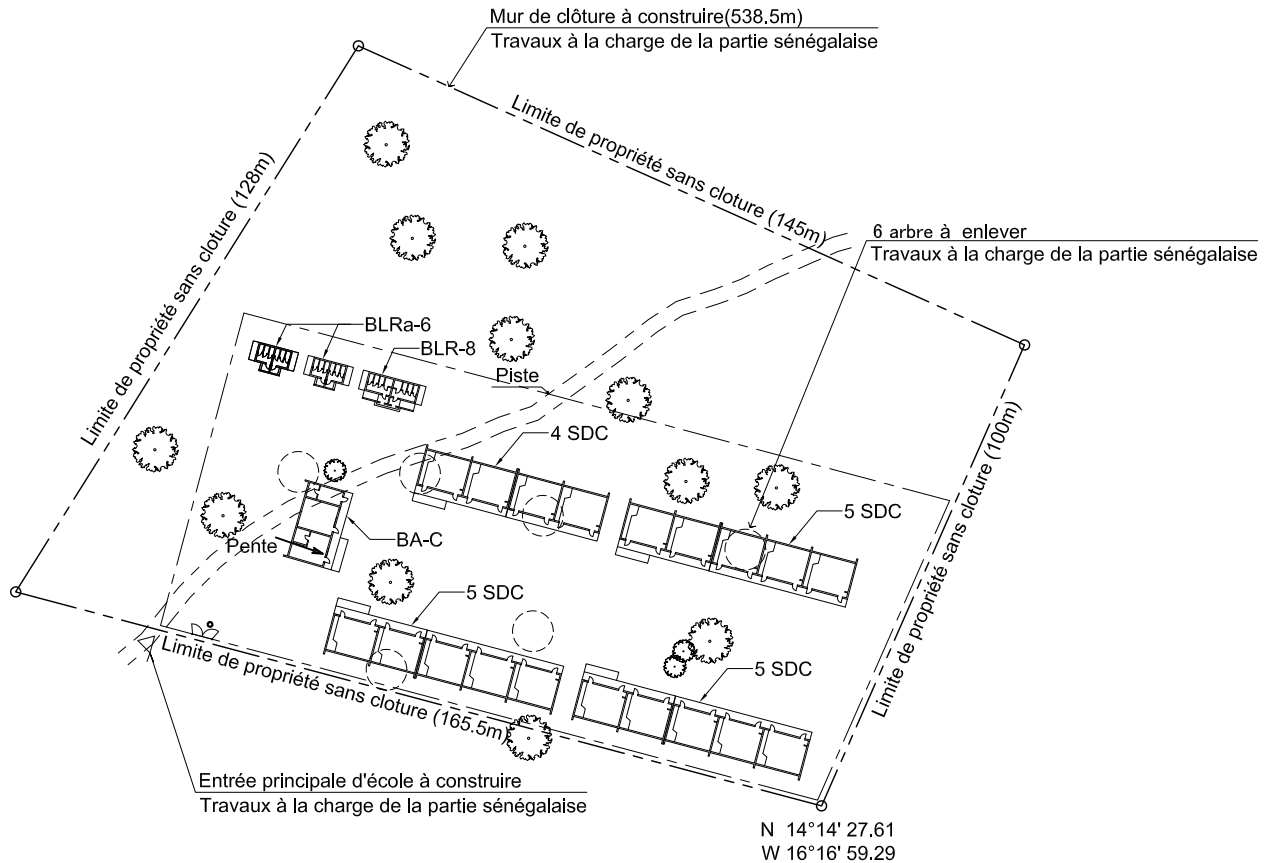 Mur de clôture à construire(538.5m)
Travaux à la charge de la partie sénégalaise
Limite de propriété sans cloture (145m)
Limite de propriété sans cloture (128m)
6 arbre à enlever
Travaux à la charge de la partie sénégalaise
BLRa-6
BLR-8
Piste
4 SDC
Limite de propriété sans cloture (100m)
5 SDC
BA-C
Pente
5 SDC
5 SDC
Limite de propriété sans cloture (165.5m)
Entrée principale d'école à construire
Travaux à la charge de la partie sénégalaise
N 14°14' 27.61
W 16°16' 59.29